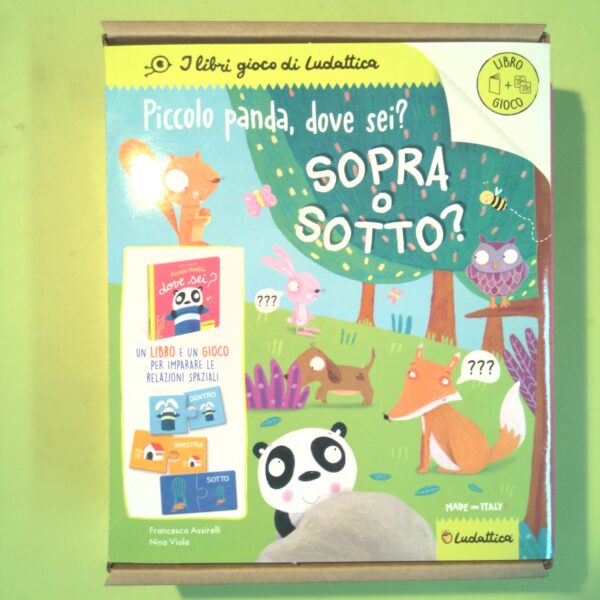 I libri gioco di Ludattica
LIBRO
+
GIOCO
Piccolo panda, dove sei?
SOPRA
o
SOTTO?
PICCOLO PANDA,
dove sei?
???
???
UN LIBRO E UN GIOCO
PER IMPARARE LE
RELAZIONI SPAZIALI
DENTRO
SINISTRA
SOTTO
Francesca Assirelli
Nina Viola
MADE IN ITALY
Ludattica